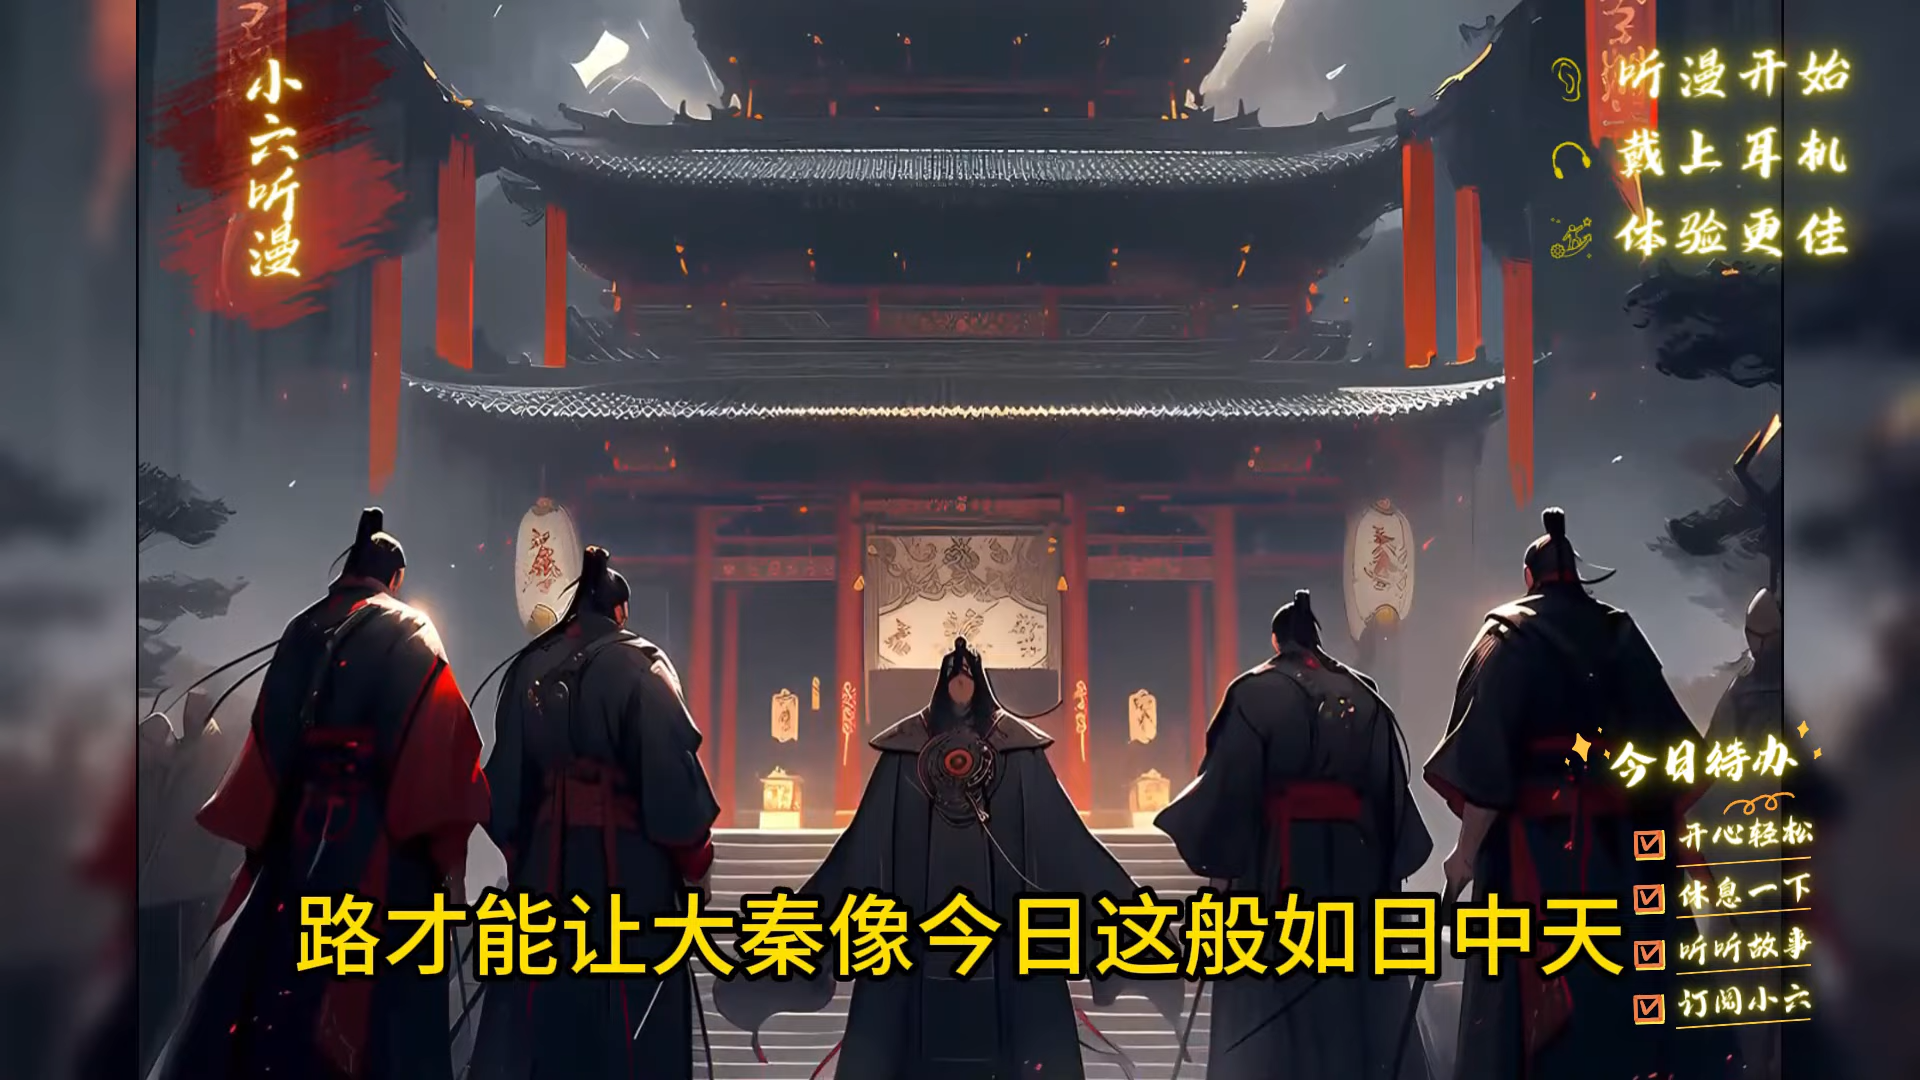 小六听漫
听漫开始
戴上耳机
体验更佳
今日待办
开心轻松
休息一下
听听故事
订阅小六
路才能让大秦像今日这般如日中天